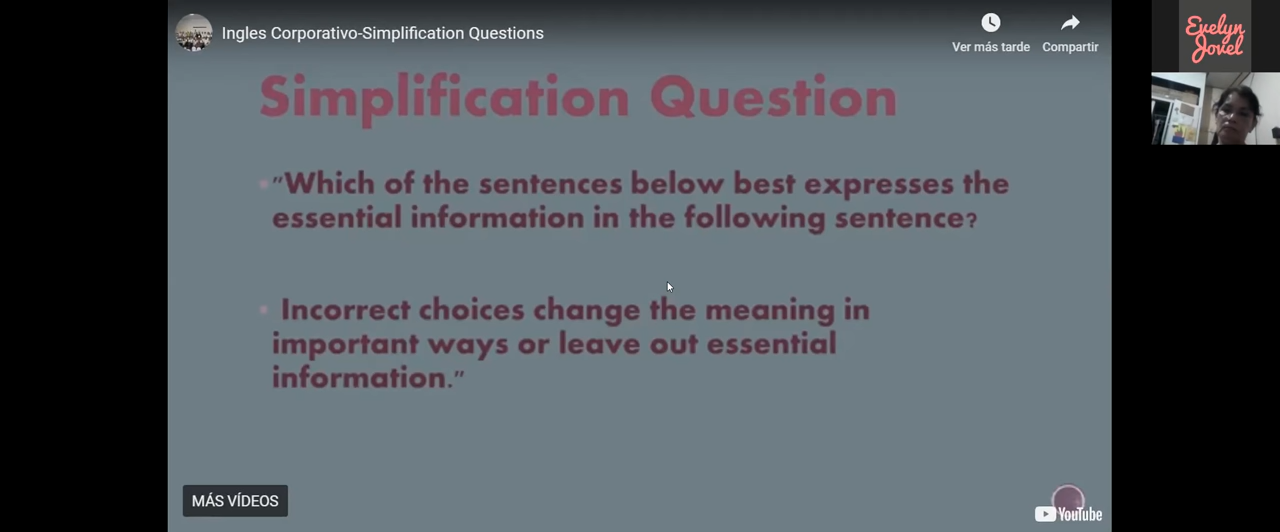 Ingles Corporativo-Simplification Questions
Ver más tarde
Compartir
Evelyn
Jovel
Simplification Question
"Which of the sentences below best expresses the
essential information in the following sentence?
Incorrect choices change the meaning in
important ways or leave out essential
information."
MÁS VÍDEOS
YouTube